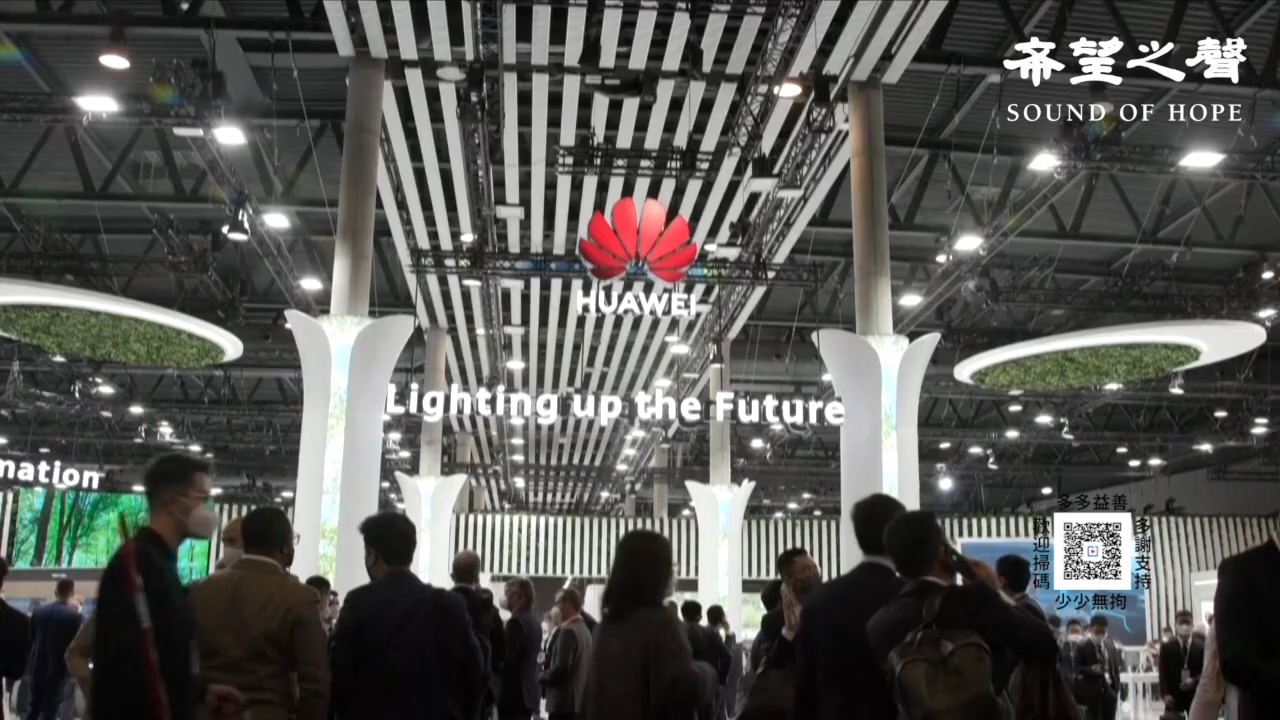 希望之聲
SOUND OF HOPE
HUAWEI
Lighting up the Future
mation
多多益善
歡迎掃碼
多謝支持
少少無拘